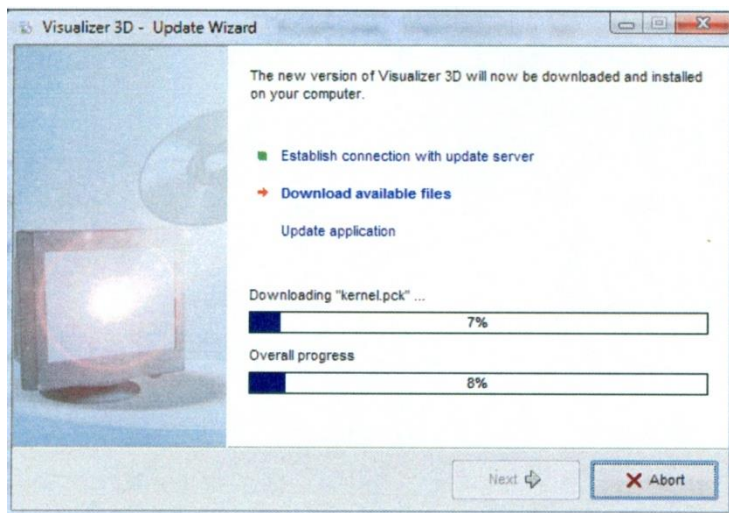 Visualizer 3D - Update Wizard
The new version of Visualizer 3D will now be downloaded and installed
on your computer.
Establish connection with update server
Download available files
Update application
Downloading "kernel.pck" ...
7%
Overall progress
8%
Next
Abort